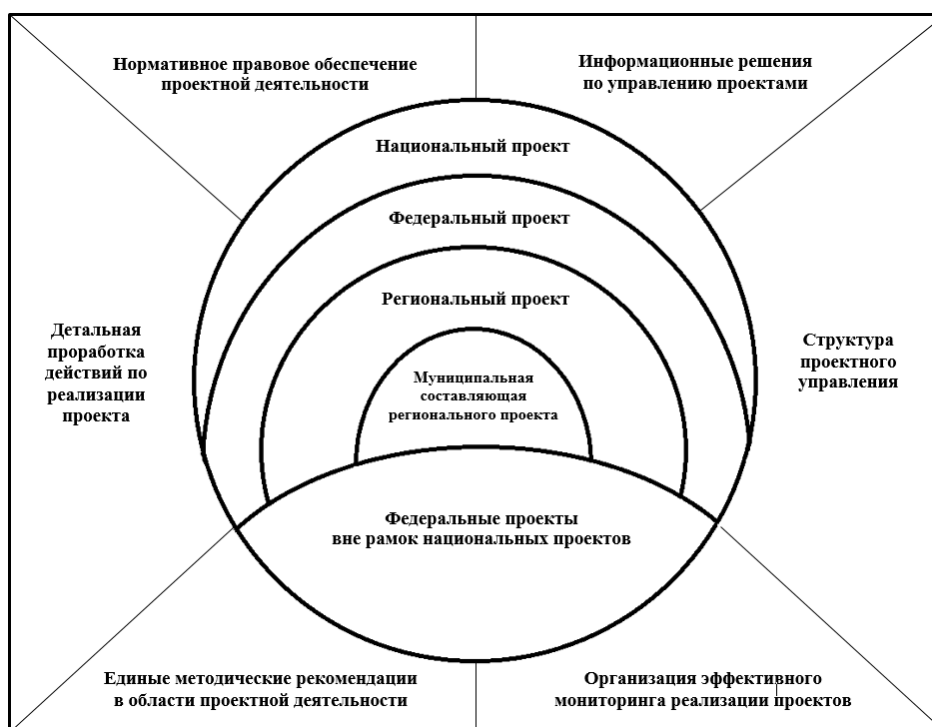 Нормативное правовое обеспечение
проектной деятельности
Информационные решения
по управлению проектами
Национальный проект
Федеральный проект
Региональный проект
Муниципальная
составляющая
регионального проекта
Детальная
проработка
действий по
реализации
проекта
Структура
проектного
управления
Федеральные проекты
вне рамок национальных проектов
Единые методические рекомендации
в области проектной деятельности
Организация эффективного
мониторинга реализации проектов